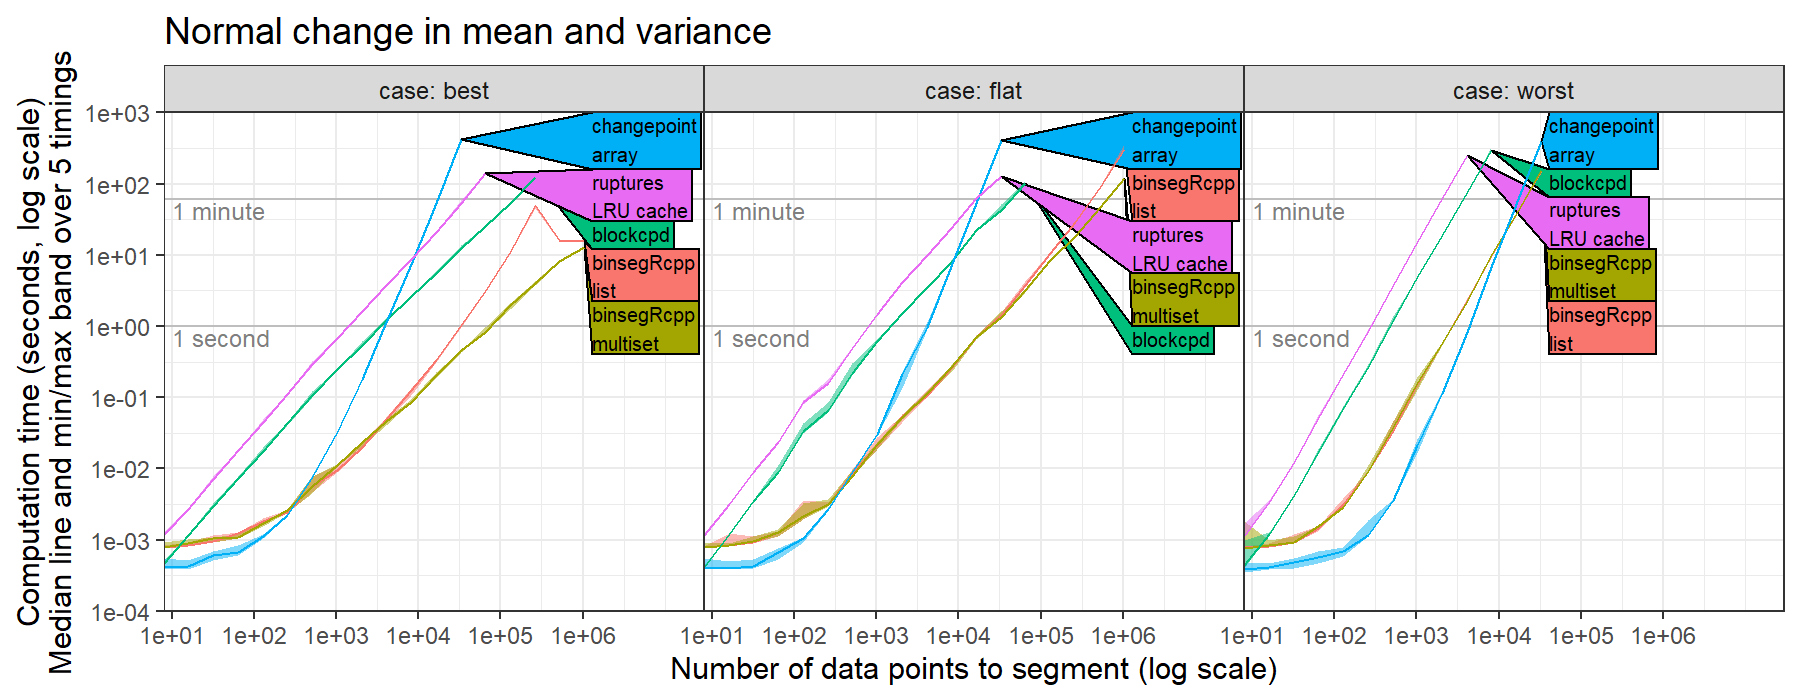 Normal change in mean and variance
Computation time (seconds, log scale)
Median line and min/max band over 5 timings
case: best
case: flat
case: worst
1e+03
1e+02
1e+01
1e+00
1e-01
1e-02
1e-03
1e-04
1 minute
1 second
changepoint
array
ruptures
LRU cache
blockcpd
binsegRcpp
list
binsegRcpp
multiset
1 minute
1 second
changepoint
array
binsegRcpp
list
ruptures
LRU cache
binsegRcpp
multiset
blockcpd
1 minute
1 second
changepoint
array
blockcpd
ruptures
LRU cache
binsegRcpp
multiset
binsegRcpp
list
1e+01 1e+02 1e+03 1e+04 1e+05 1e+06
1e+01 1e+02 1e+03 1e+04 1e+05 1e+06
1e+01 1e+02 1e+03 1e+04 1e+05 1e+06
Number of data points to segment (log scale)